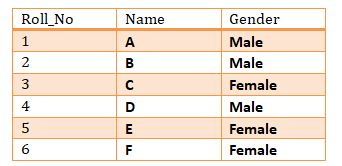 Roll_No Name Gender
1 A Male
2 B Male
3 C Female
4 D Male
5 E Female
6 F Female